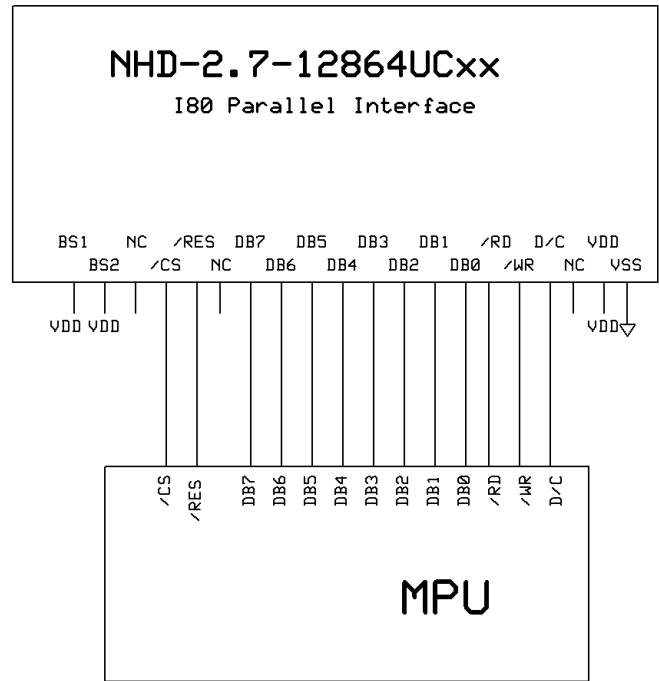 NHD-2.7-12864UCxx
I80 Parallel Interface
BS1 NC /RES DB7 DB5 DB3 DB1 /RD D/C VDD
BS2 /CS NC DB6 DB4 DB2 DB0 /WR NC VSS
VDD VDD VDD
/CS /RES DB7 DB6 DB5 DB4 DB3 DB2 DB1 DB0 /RD /WR D/C
MPU